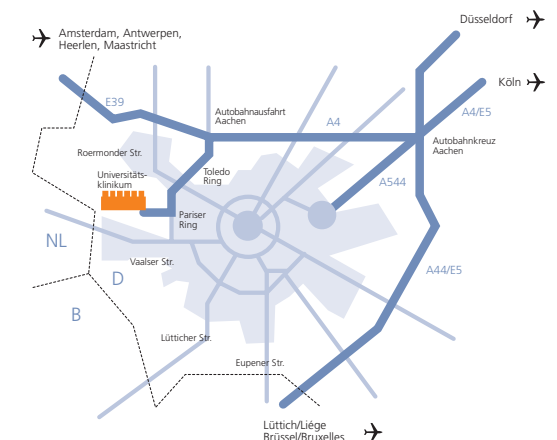 Düsseldorf
Amsterdam, Antwerpen,
Heerlen, Maastricht
Köln
E39
A4/E5
Autobahnausfahrt
Aachen
A4
Autobahnkreuz
Aachen
Roermonder Str.
Universitäts-
klinikum
Toledo
Ring
A544
Pariser
Ring
NL
Vaalser Str.
D
A44/E5
B
Lütticher Str.
Eupener Str.
Lüttich/Liége
Brüssel/Bruxelles